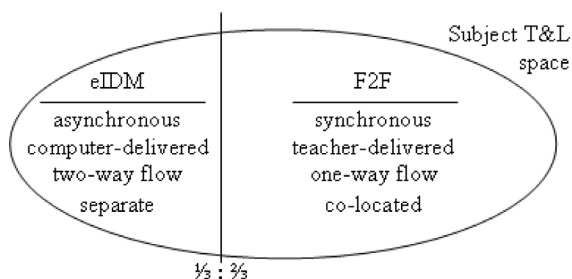 Subject T&L
space
eIDM
asynchronous
computer-delivered
two-way flow
separate
F2F
synchronous
teacher-delivered
one-way flow
co-located
⅓ : ⅔